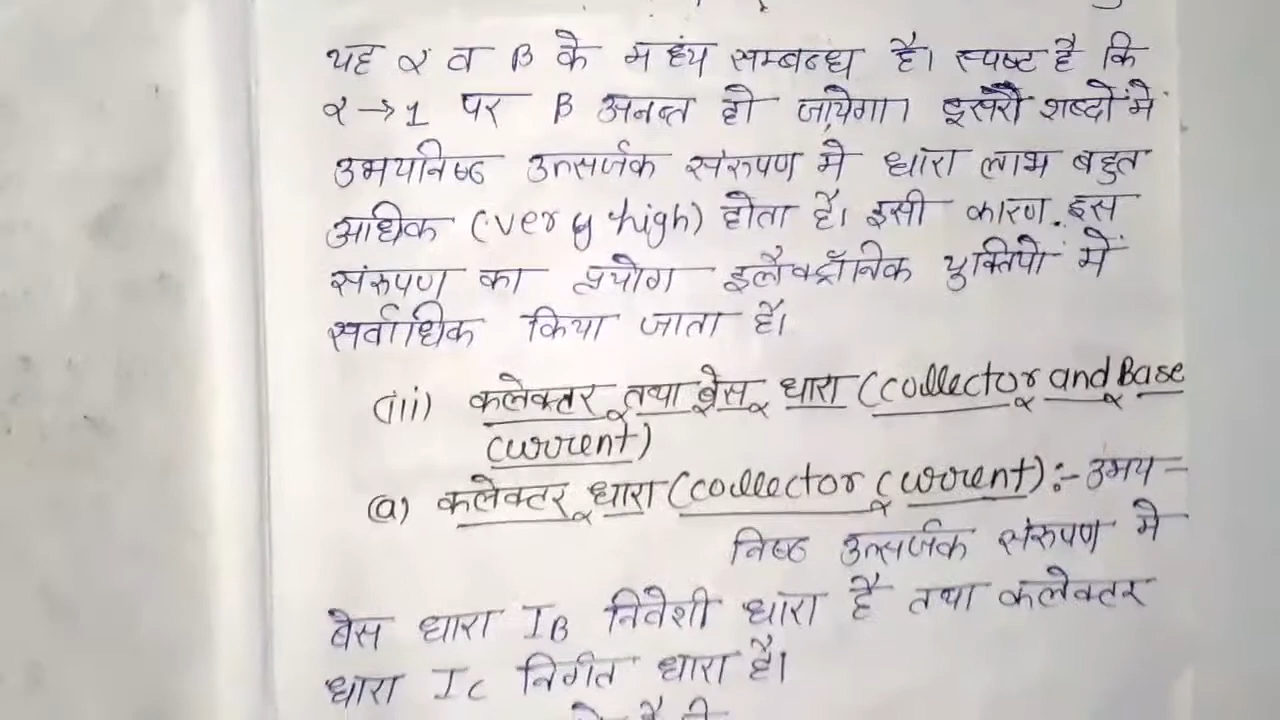 यह α व β के मध्य सम्बन्ध है। स्पष्ट है कि
α → 1 पर β अनन्त हो जायेगा। दूसरे शब्दों में
उभयनिष्ठ उत्सर्जक संरुपण में धारा लाभ बहुत
अधिक (very high) होता है। इसी कारण इस
संरुपण का प्रयोग इलैक्ट्रॉनिक युक्तियों में
सर्वाधिक किया जाता है।
(iii) कलेक्टर तथा बेस धारा (collector and Base
current)
(a) कलेक्टर धारा (collector current) :- उभय-
निष्ठ उत्सर्जक संरुपण मे
बेस धारा IB निवेशी धारा है तथा कलेक्टर
धारा IC निर्गत धारा है।